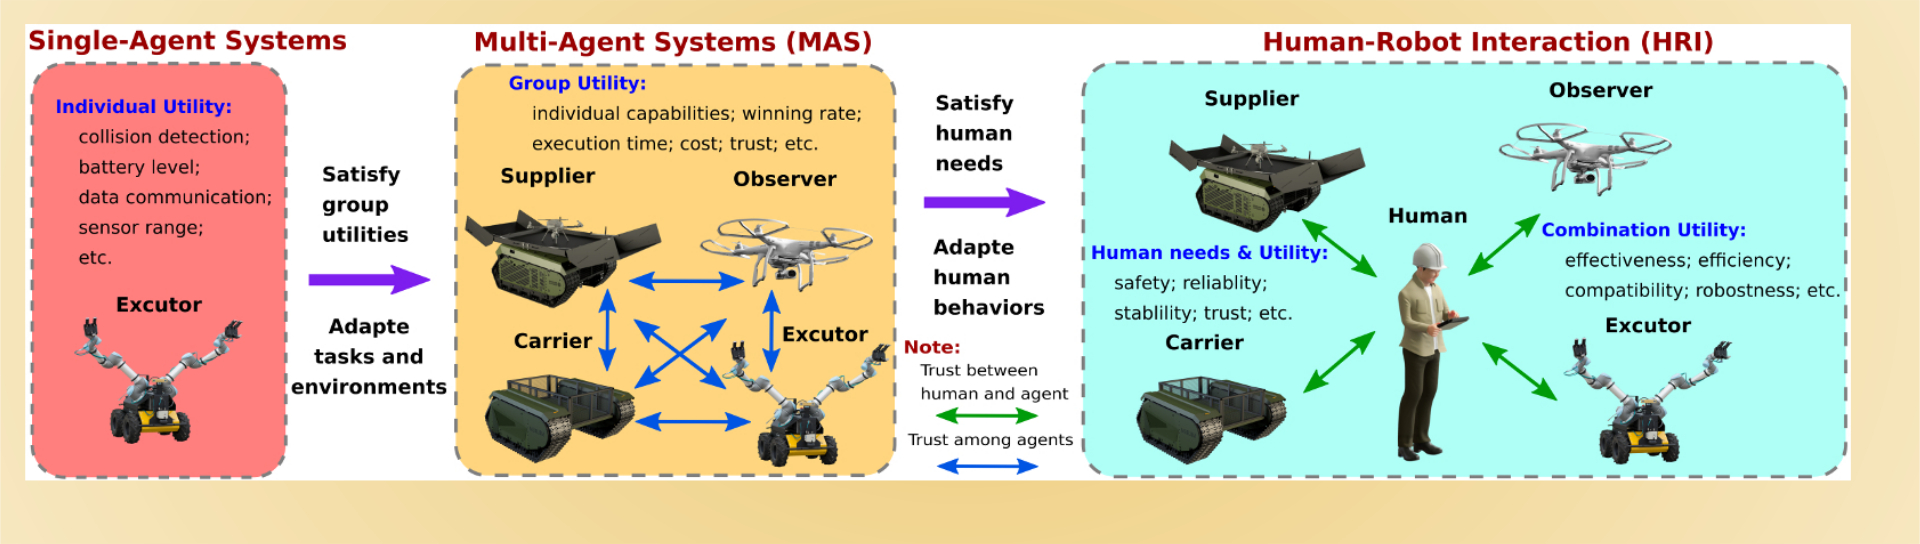 Single-Agent Systems
Individual Utility:
collision detection;
battery level;
data communication;
sensor range;
etc.
Excutor
Satisfy
group
utilities
Adapte
tasks and
environments
Multi-Agent Systems (MAS)
Group Utility:
individual capabilities; winning rate;
execution time; cost; trust; etc.
Supplier
Observer
Carrier
Excutor
Satisfy
human
needs
Adapte
human
behaviors
Note:
Trust between
human and agent
Trust among agents
Human-Robot Interaction (HRI)
Supplier
Observer
Human
Human needs & Utility:
safety; reliablity;
stablility; trust; etc.
Combination Utility:
effectiveness; efficiency;
compatibility; robostness; etc.
Carrier
Excutor